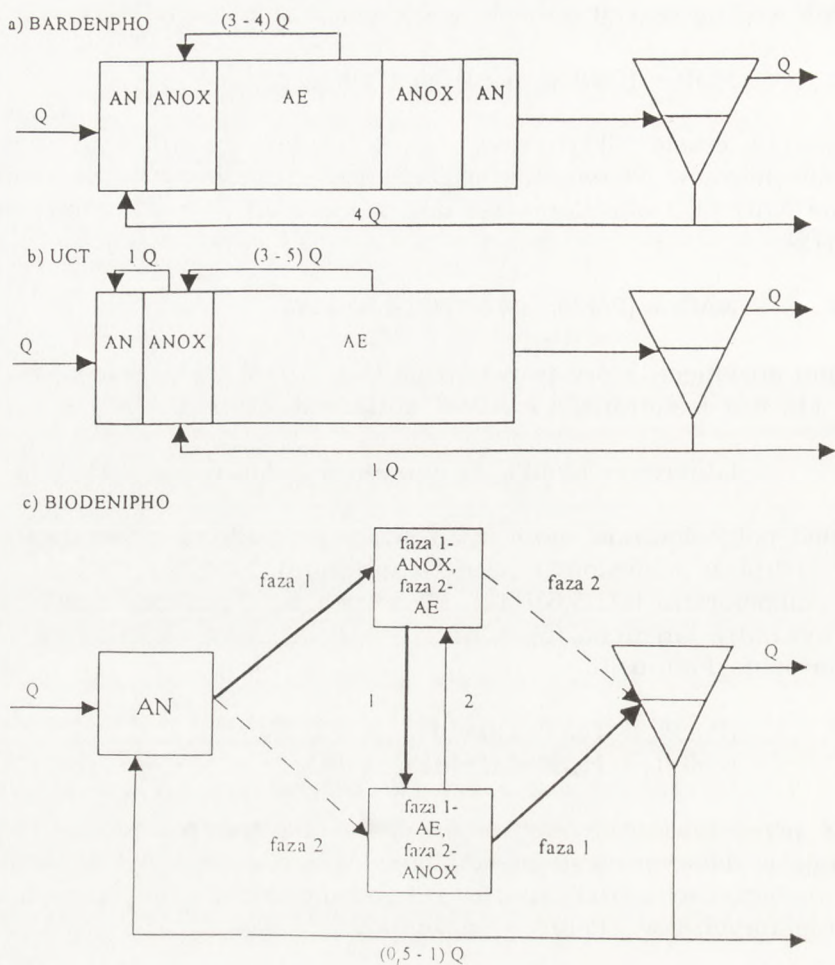 a) BARDENPHO
(3 - 4) Q
Q
AN
ANOX
AE
ANOX
AN
Q
4 Q
b) UCT
1 Q
(3 - 5) Q
Q
AN
ANOX
AE
Q
1 Q
c) BIODENIPHO
faza 1
faza 1-
ANOX,
faza 2-
AE
faza 2
Q
AN
1
2
Q
faza 2
faza 1-
AE,
faza 2-
ANOX
faza 1
(0,5 - 1) Q